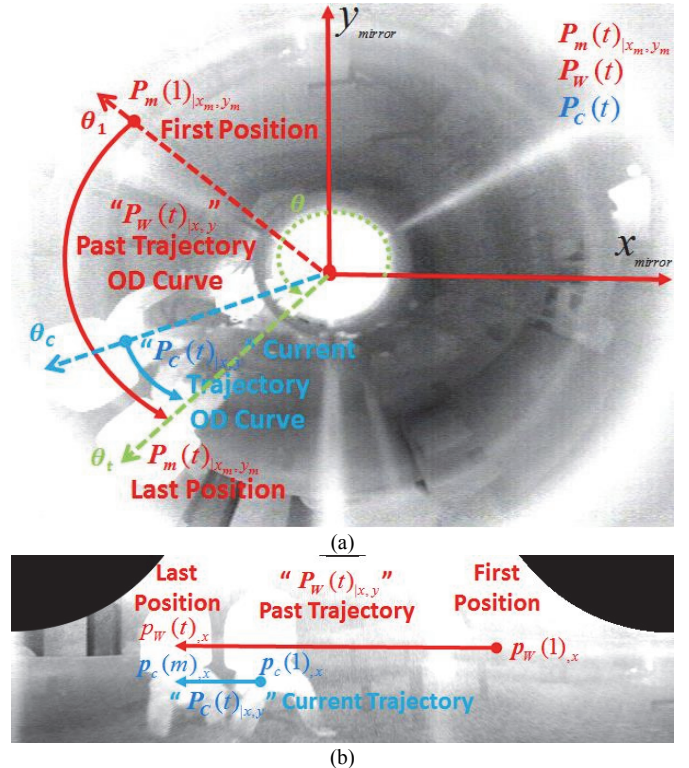 y mirror
P_m(t)|x_m, y_m
P_W(t)
P_C(t)
P_m(1)|x_m, y_m
θ_1
First Position
θ
“P_W(t)|x, y”
Past Trajectory
OD Curve
x mirror
θ_C
“P_C(t)|x,y” Current
Trajectory
OD Curve
θ_t
P_m(t)|x_m, y_m
Last Position
(a)
Last
Position
“P_W(t)|x, y”
Past Trajectory
First
Position
p_W(t),x
p_W(1),x
p_c(m),x
p_c(1),x
“P_C(t)|x,y” Current Trajectory
(b)